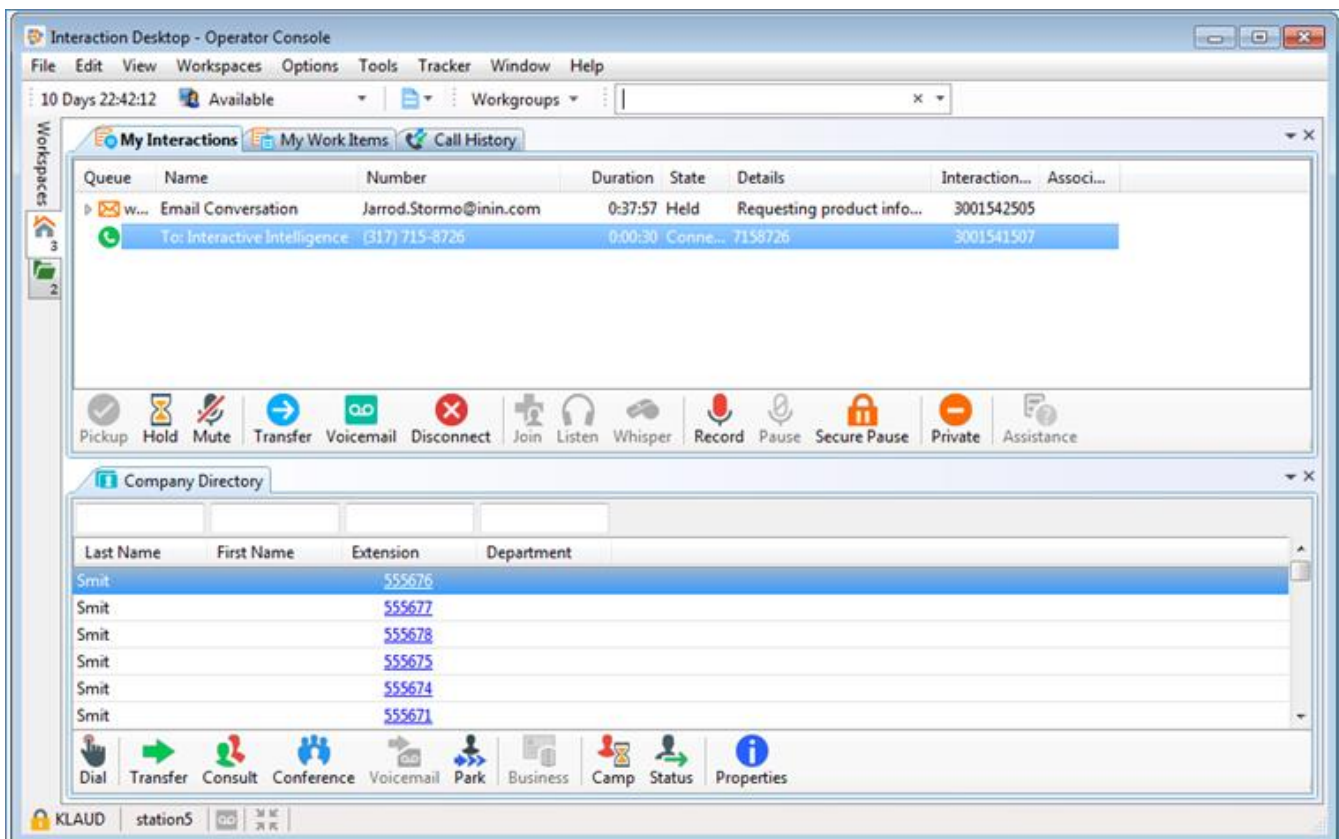 Interaction Desktop - Operator Console
File Edit View Workspaces Options Tools Tracker Window Help
10 Days 22:42:12 Available Workgroups
Workspaces
3
2
My Interactions My Work Items Call History
Queue Name Number Duration State Details Interaction... Associ...
w... Email Conversation Jarrod.Stormo@inin.com 0:37:57 Held Requesting product info... 3001542505
To: Interactive Intelligence (317) 715-8726 0:00:30 Conne... 7158726 3001541507
Pickup Hold Mute Transfer Voicemail Disconnect Join Listen Whisper Record Pause Secure Pause Private Assistance
Company Directory
Last Name First Name Extension Department
Smit 555676
Smit 555677
Smit 555678
Smit 555675
Smit 555674
Smit 555671
Dial Transfer Consult Conference Voicemail Park Business Camp Status Properties
KLAUD station5